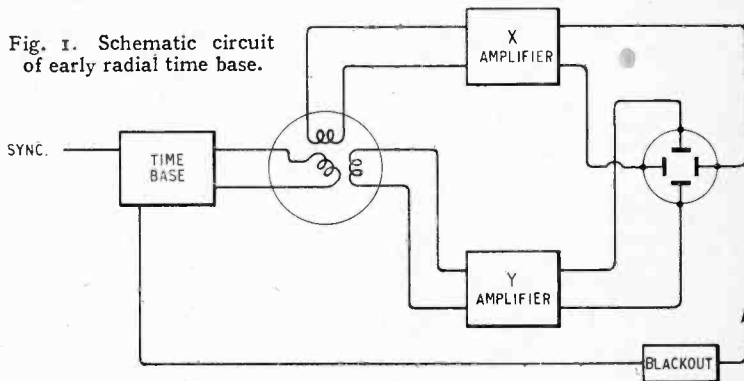 Fig. 1. Schematic circuit
of early radial time base.
X
AMPLIFIER
SYNC.
TIME
BASE
Y
AMPLIFIER
BLACKOUT